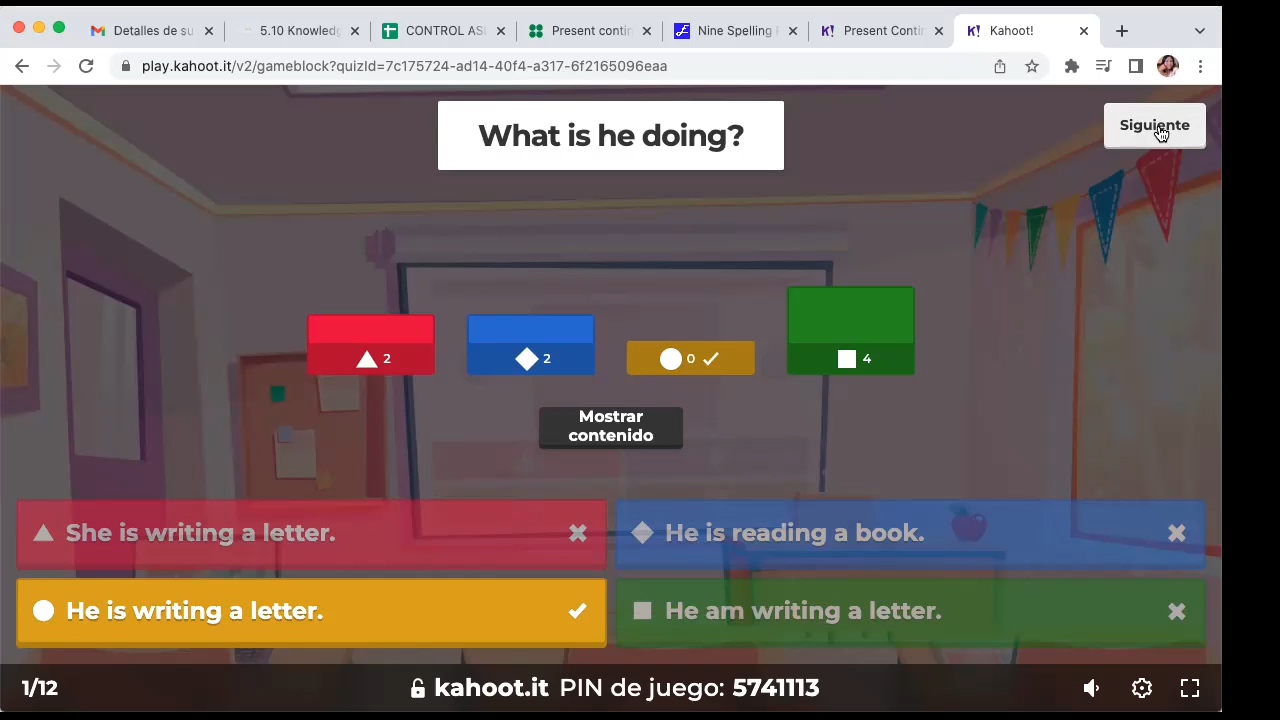 Detalles de su
5.10 Knowledg
CONTROL ASI
Present contin
Nine Spelling
Present Contin
Kahoot!
play.kahoot.it/v2/gameblock?quizId=7c175724-ad14-40f4-a317-6f2165096eaa
What is he doing?
Siguiente
2
2
0
4
Mostrar
contenido
She is writing a letter.
He is reading a book.
He is writing a letter.
He am writing a letter.
1/12
kahoot.it PIN de juego: 5741113